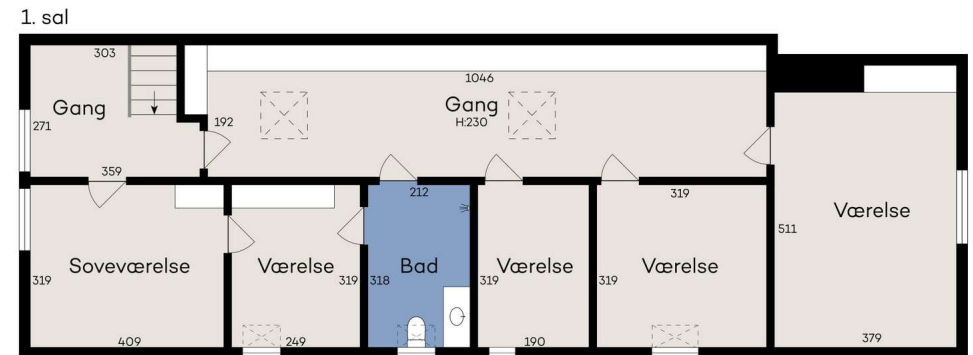 1. sal
303
1046
Gang
Gang
H:230
271
192
359
212
319
Værelse
511
Soveværelse
Værelse
Bad
Værelse
Værelse
319
319
318
319
319
409
249
190
379